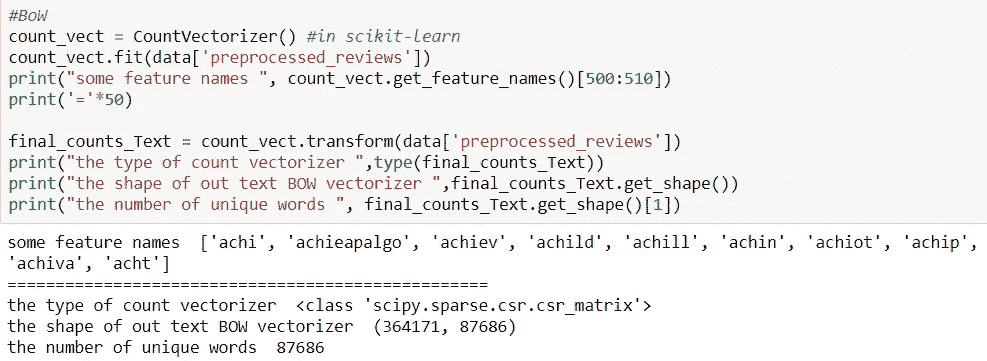 #BoW
count_vect = CountVectorizer() #in scikit-learn
count_vect.fit(data['preprocessed_reviews'])
print("some feature names ", count_vect.get_feature_names()[500:510])
print('='*50)
final_counts_Text = count_vect.transform(data['preprocessed_reviews'])
print("the type of count vectorizer ",type(final_counts_Text))
print("the shape of out text BOW vectorizer ",final_counts_Text.get_shape())
print("the number of unique words ", final_counts_Text.get_shape()[1])
some feature names  ['achi', 'achieapalgo', 'achiev', 'achild', 'achill', 'achin', 'achiot', 'achip',
'achiva', 'acht']
==================================================
the type of count vectorizer  <class 'scipy.sparse.csr.csr_matrix'>
the shape of out text BOW vectorizer  (364171, 87686)
the number of unique words  87686